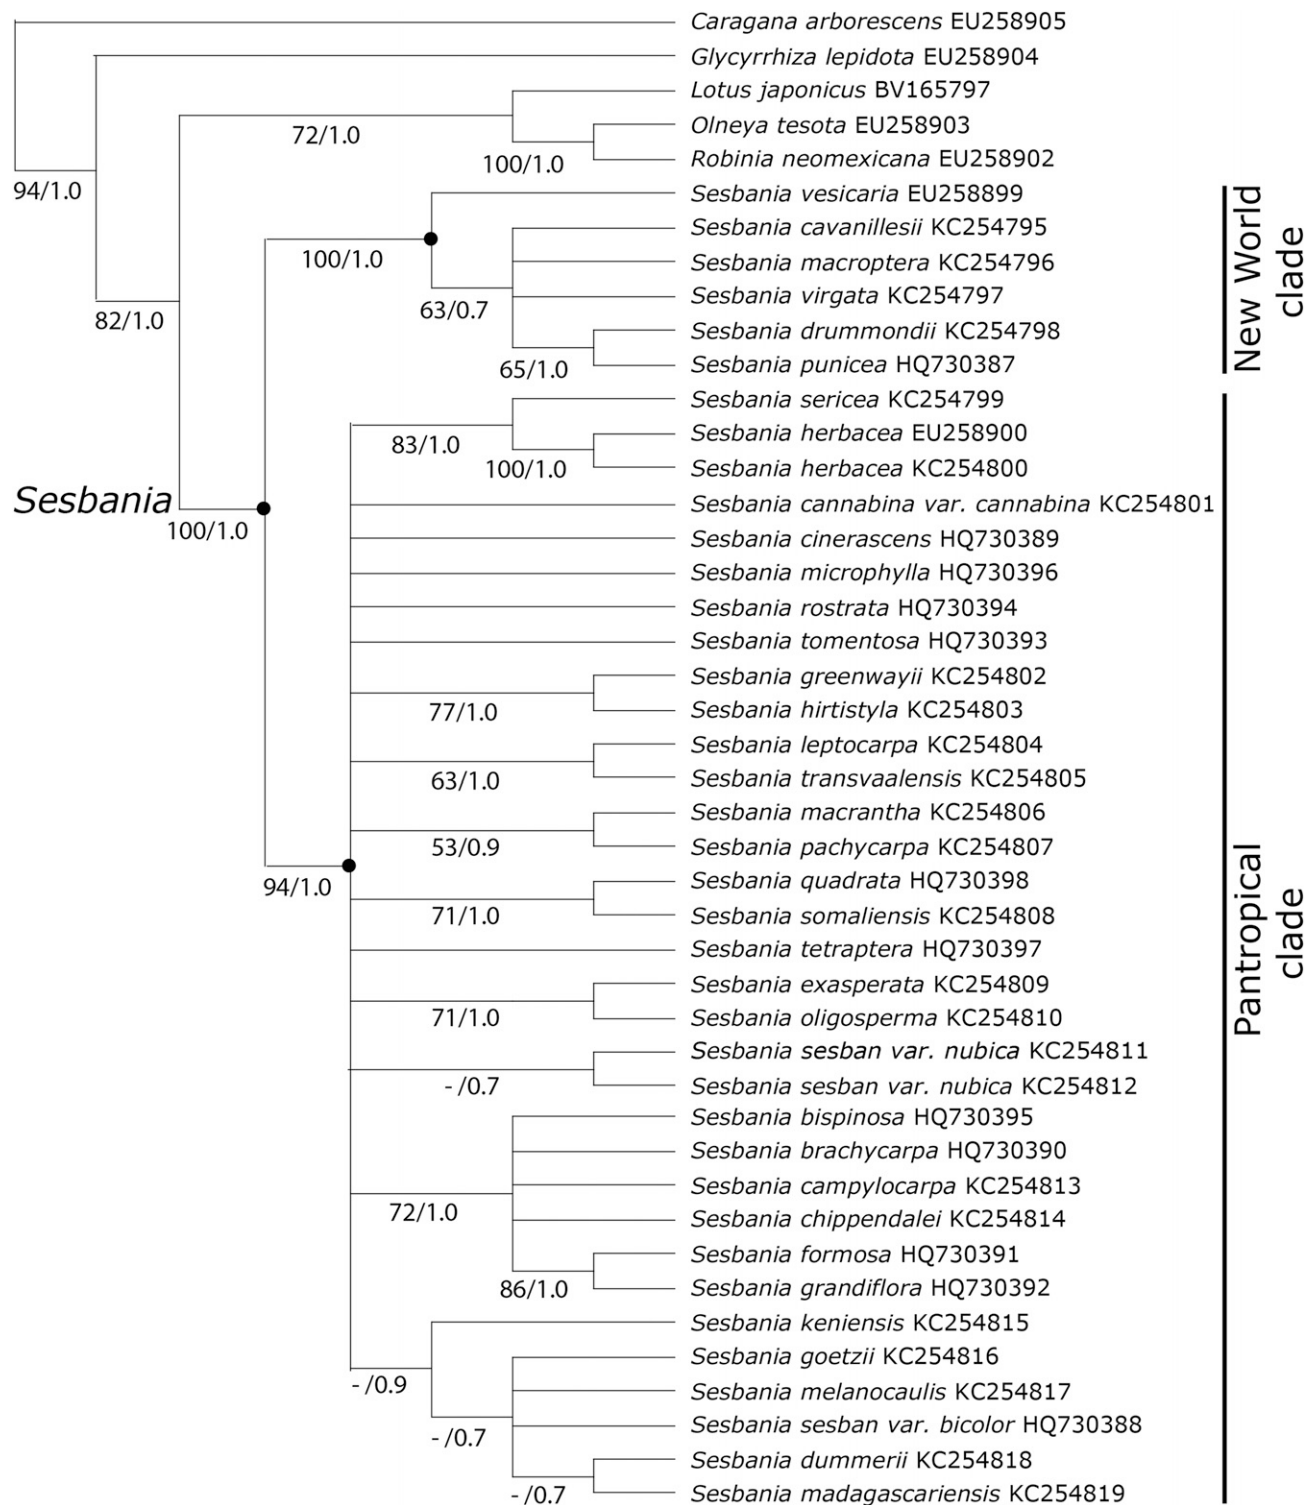 Caragana arborescens EU258905
Glycyrrhiza lepidota EU258904
Lotus japonicus BV165797
72/1.0
Olneya tesota EU258903
100/1.0
Robinia neomexicana EU258902
94/1.0
Sesbania vesicaria EU258899
Sesbania cavanillesii KC254795
100/1.0
Sesbania macroptera KC254796
Sesbania virgata KC254797
63/0.7
82/1.0
Sesbania drummondii KC254798
Sesbania punicea HQ730387
65/1.0
New World
clade
Sesbania sericea KC254799
Sesbania herbacea EU258900
83/1.0
Sesbania herbacea KC254800
100/1.0
Sesbania
Sesbania cannabina var. cannabina KC254801
100/1.0
Sesbania cinerascens HQ730389
Sesbania microphylla HQ730396
Sesbania rostrata HQ730394
Sesbania tomentosa HQ730393
Sesbania greenwayii KC254802
Sesbania hirtistyla KC254803
77/1.0
Sesbania leptocarpa KC254804
Sesbania transvaalensis KC254805
63/1.0
Sesbania macrantha KC254806
Sesbania pachycarpa KC254807
53/0.9
94/1.0
Sesbania quadrata HQ730398
Sesbania somaliensis KC254808
71/1.0
Pantropical
clade
Sesbania tetraptera HQ730397
Sesbania exasperata KC254809
Sesbania oligosperma KC254810
71/1.0
Sesbania sesban var. nubica KC254811
Sesbania sesban var. nubica KC254812
- /0.7
Sesbania bispinosa HQ730395
Sesbania brachycarpa HQ730390
Sesbania campylocarpa KC254813
72/1.0
Sesbania chippendalei KC254814
Sesbania formosa HQ730391
Sesbania grandiflora HQ730392
86/1.0
Sesbania keniensis KC254815
Sesbania goetzii KC254816
- /0.9
Sesbania melanocaulis KC254817
Sesbania sesban var. bicolor HQ730388
- /0.7
Sesbania dummerii KC254818
Sesbania madagascariensis KC254819
- /0.7